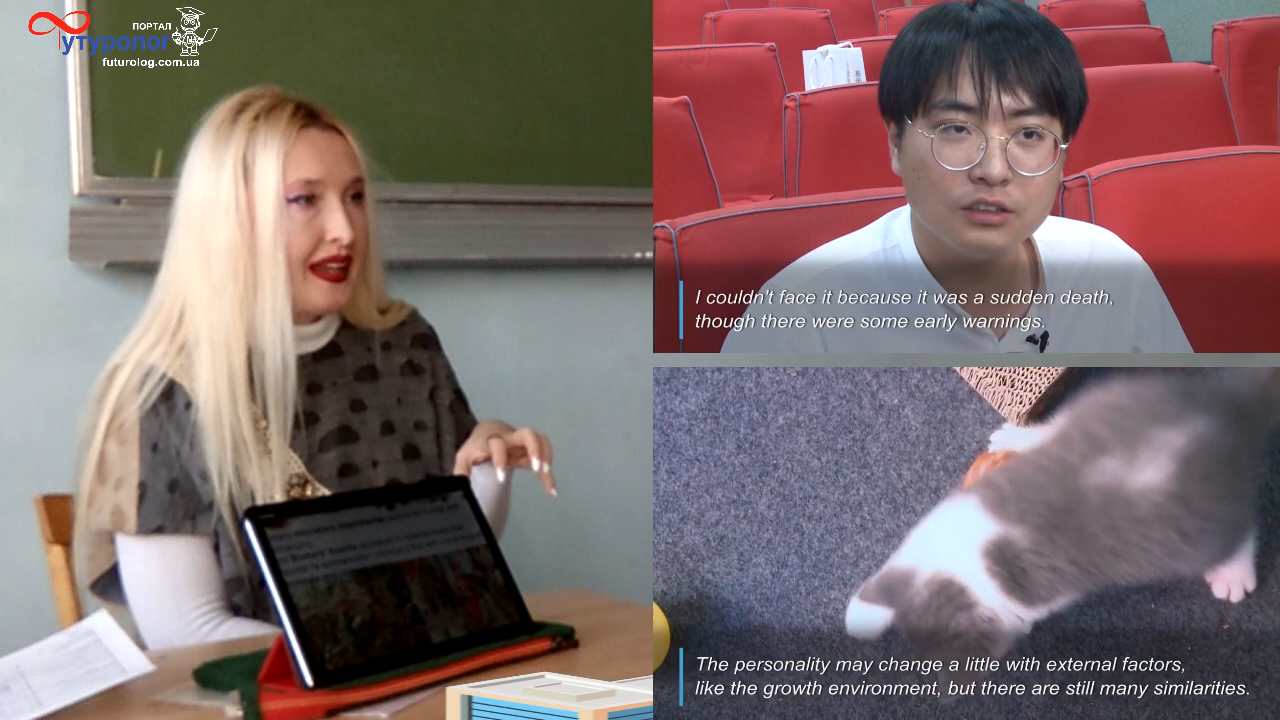 ПОРТАЛ
утуролог
futurolog.com.ua
I couldn't face it because it was a sudden death,
though there were some early warnings.
The personality may change a little with external factors,
like the growth environment, but there are still many similarities.